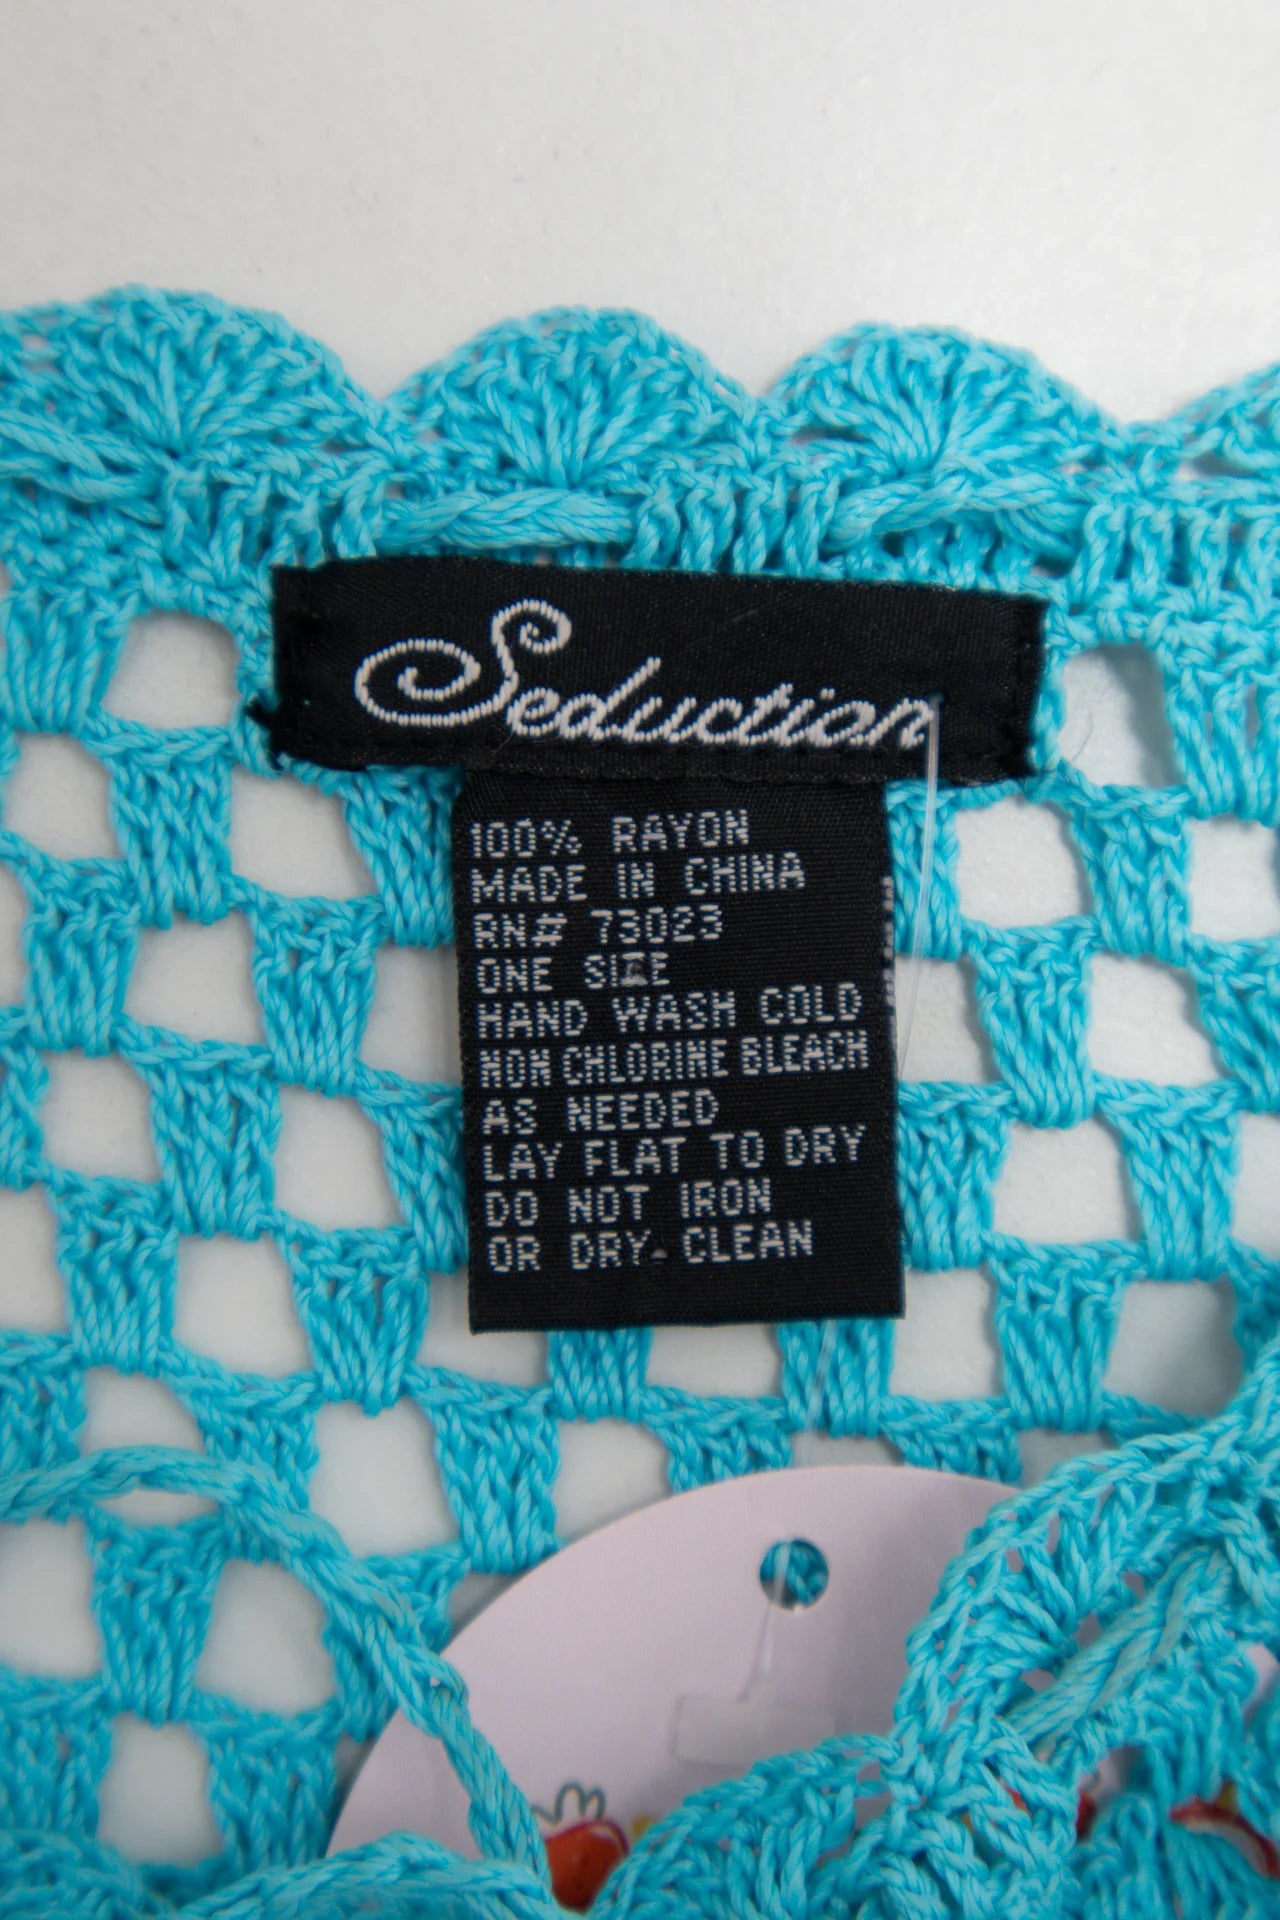 Seduction
100% RAYON
MADE IN CHINA
RN# 73023
ONE SIZE
HAND WASH COLD
NON CHLORINE BLEACH
AS NEEDED
LAY FLAT TO DRY
DO NOT IRON
OR DRY CLEAN